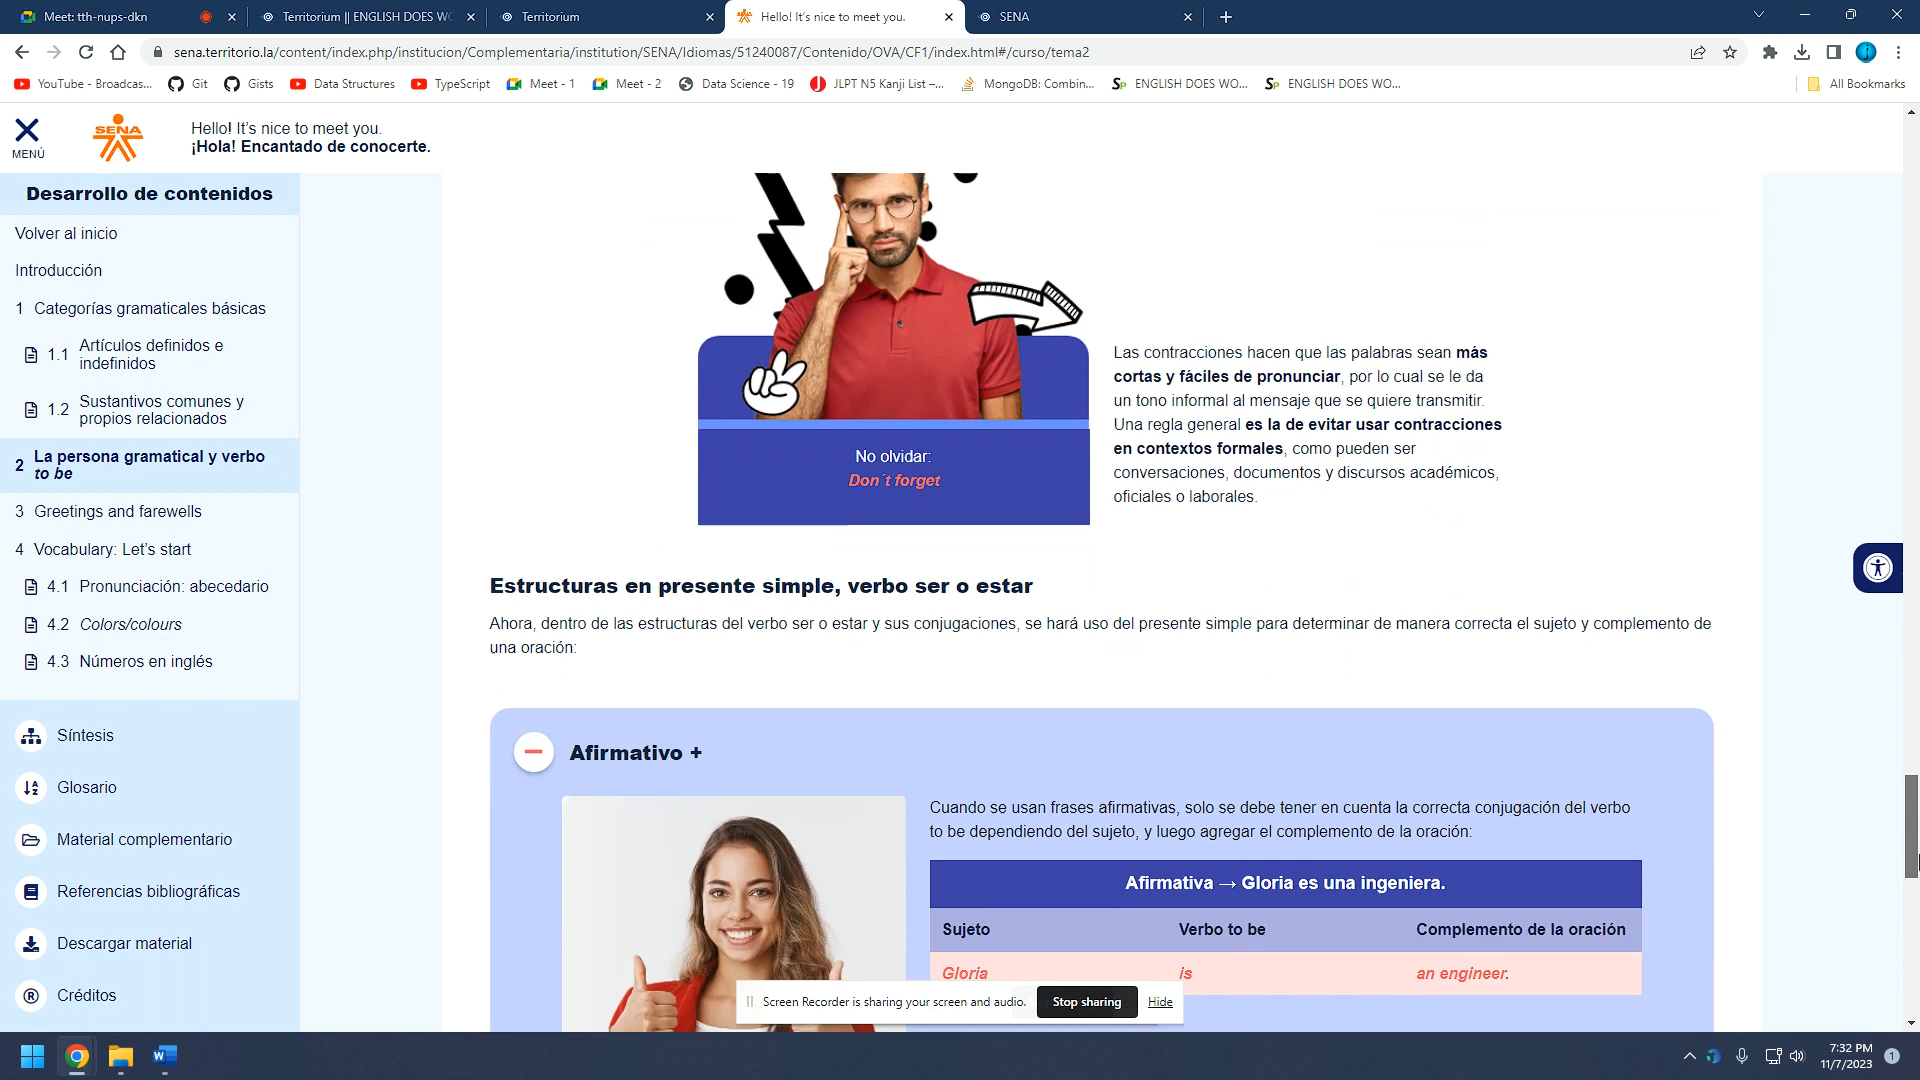 Meet: tth-nups-dkn
Territorium || ENGLISH DOES WO
Territorium
Hello! It's nice to meet you.
SENA
sena.territorio.la/content/index.php/institucion/Complementaria/institution/SENA/Idiomas/51240087/Contenido/OVA/CF1/index.html#/curso/tema2
YouTube - Broadcas...
Git
Gists
Data Structures
TypeScript
Meet - 1
Meet - 2
Data Science - 19
JLPT N5 Kanji List –...
MongoDB: Combin...
ENGLISH DOES WO...
ENGLISH DOES WO...
All Bookmarks
MENÚ
SENA
Hello! It's nice to meet you.
¡Hola! Encantado de conocerte.
Desarrollo de contenidos
Volver al inicio
Introducción
1 Categorías gramaticales básicas
1.1 Artículos definidos e
indefinidos
1.2 Sustantivos comunes y
propios relacionados
2 La persona gramatical y verbo
to be
3 Greetings and farewells
4 Vocabulary: Let's start
4.1 Pronunciación: abecedario
4.2 Colors/colours
4.3 Números en inglés
Síntesis
Glosario
Material complementario
Referencias bibliográficas
Descargar material
Créditos
No olvidar:
Don´t forget
Las contracciones hacen que las palabras sean más
cortas y fáciles de pronunciar, por lo cual se le da
un tono informal al mensaje que se quiere transmitir.
Una regla general es la de evitar usar contracciones
en contextos formales, como pueden ser
conversaciones, documentos y discursos académicos,
oficiales o laborales.
Estructuras en presente simple, verbo ser o estar
Ahora, dentro de las estructuras del verbo ser o estar y sus conjugaciones, se hará uso del presente simple para determinar de manera correcta el sujeto y complemento de
una oración:
Afirmativo +
Cuando se usan frases afirmativas, solo se debe tener en cuenta la correcta conjugación del verbo
to be dependiendo del sujeto, y luego agregar el complemento de la oración:
Afirmativa → Gloria es una ingeniera.
Sujeto Verbo to be Complemento de la oración
Gloria is an engineer.
Screen Recorder is sharing your screen and audio. Stop sharing Hide
7:32 PM
11/7/2023
1